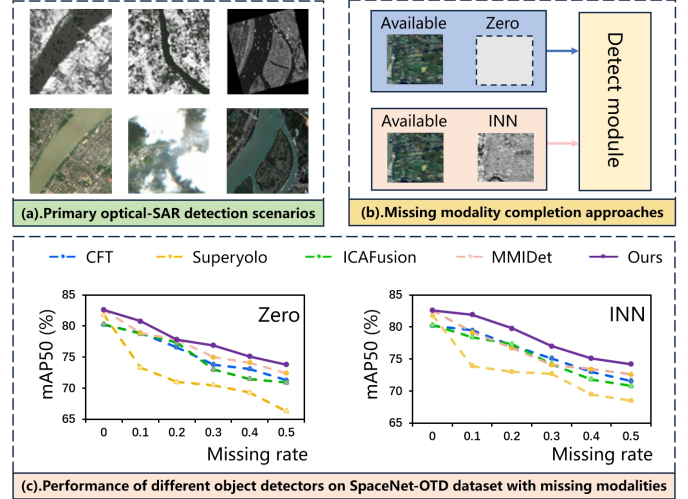 (a).Primary optical-SAR detection scenarios
Available Zero
Available INN
Detect module
(b).Missing modality completion approaches
CFT Superyolo ICAFusion MMIDet Ours
Zero
mAP50 (%)
85
80
75
70
65
0 0.1 0.2 0.3 0.4 0.5
Missing rate
INN
mAP50 (%)
85
80
75
70
65
0 0.1 0.2 0.3 0.4 0.5
Missing rate
(c).Performance of different object detectors on SpaceNet-OTD dataset with missing modalities